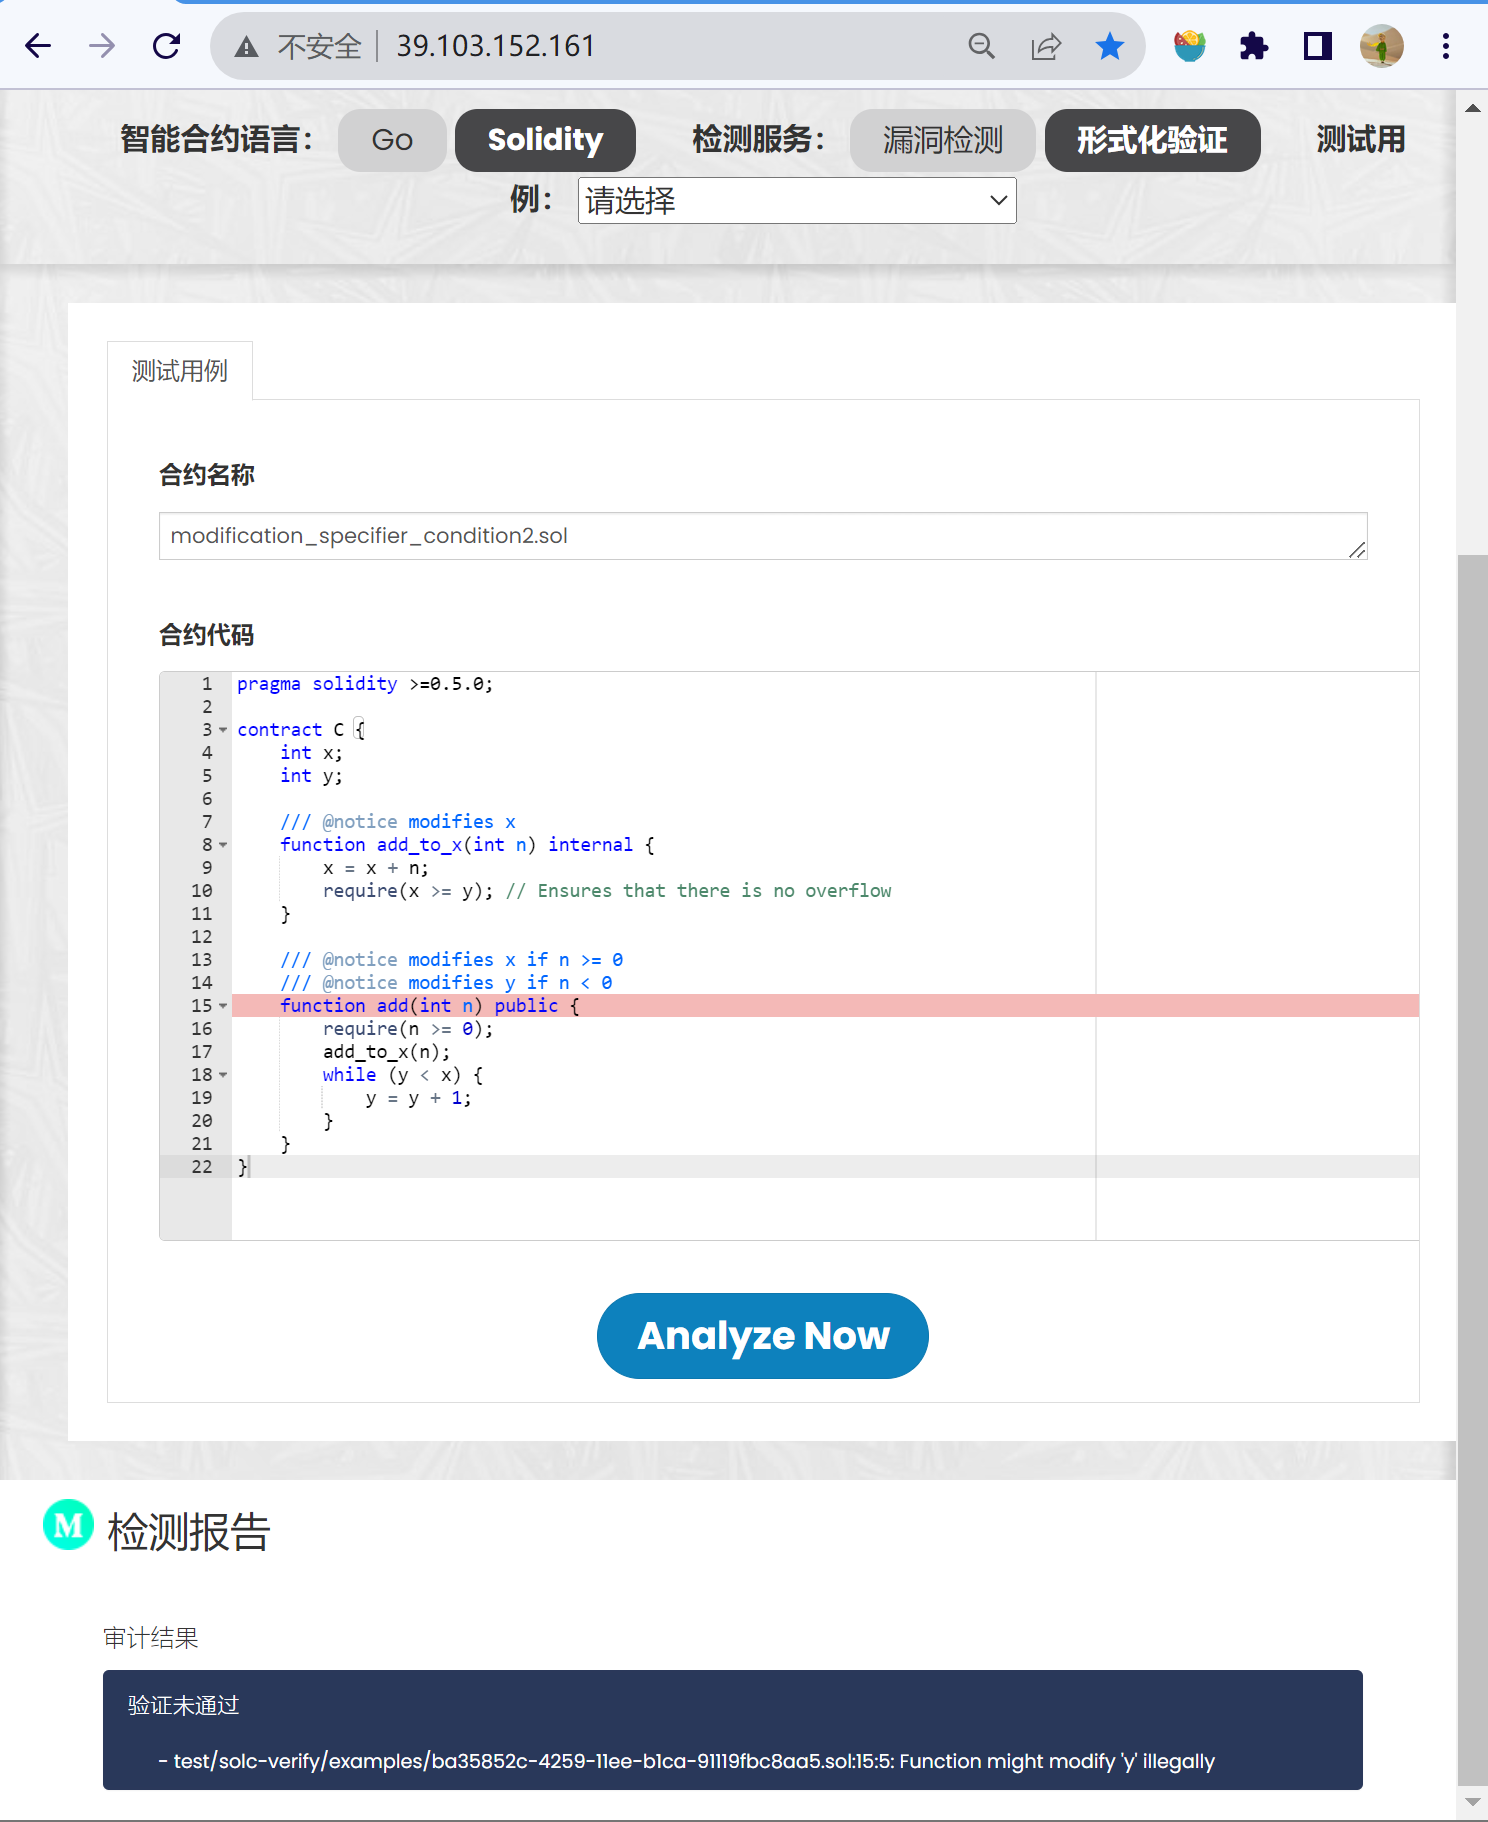 不安全 39.103.152.161
智能合约语言： Go Solidity 检测服务： 漏洞检测 形式化验证 测试用
例： 请选择
测试用例
合约名称
modification_specifier_condition2.sol
合约代码
1 pragma solidity >=0.5.0;
2
3 contract C {
4 int x;
5 int y;
6
7 /// @notice modifies x
8 function add_to_x(int n) internal {
9 x = x + n;
10 require(x >= y); // Ensures that there is no overflow
11 }
12
13 /// @notice modifies x if n >= 0
14 /// @notice modifies y if n < 0
15 function add(int n) public {
16 require(n >= 0);
17 add_to_x(n);
18 while (y < x) {
19 y = y + 1;
20 }
21 }
22 }
Analyze Now
M 检测报告
审计结果
验证未通过
- test/solc-verify/examples/ba35852c-4259-11ee-b1ca-91119fbc8aa5.sol:15:5: Function might modify 'y' illegally